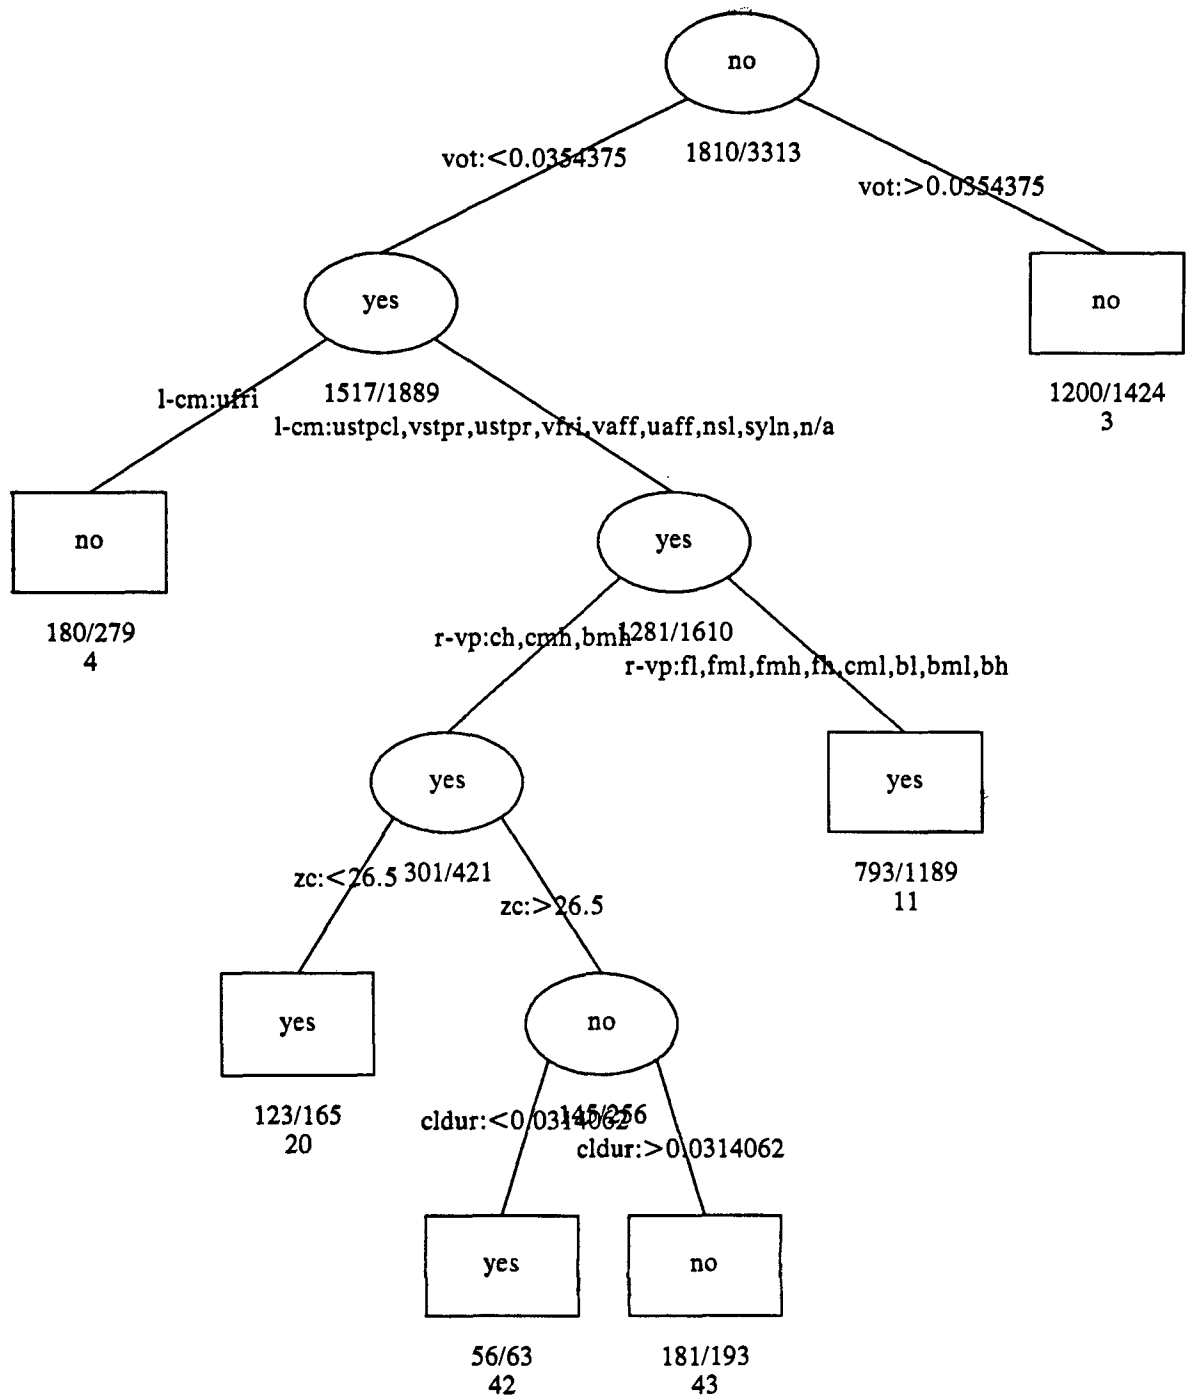 no
1810/3313
vot:<0.0354375
vot:>0.0354375
yes
no
1517/1889
1200/1424
3
l-cm:ufri
l-cm:ustpcl,vstpr,ustpr,vfri,vaff,uaff,nsl,syln,n/a
no
yes
180/279
4
1281/1610
r-vp:ch,cmh,bmh
r-vp:fl,fml,fmh,fh,cml,bl,bml,bh
yes
yes
301/421
793/1189
11
zc:<26.5
zc:>26.5
yes
no
123/165
20
145/256
cldur:<0.0314062
cldur:>0.0314062
yes
no
56/63
42
181/193
43